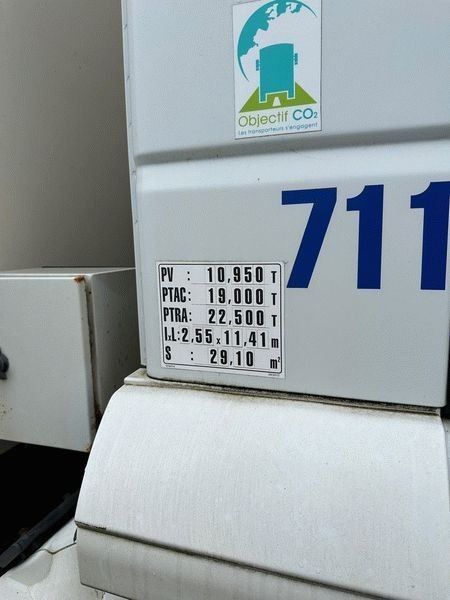 Objectif CO2
Les transporteurs s'engagent
711
PV : 10,950 T
PTAC: 19,000 T
PTRA: 22,500 T
L.L: 2,55 x 11,41 m
S : 29,10 m²